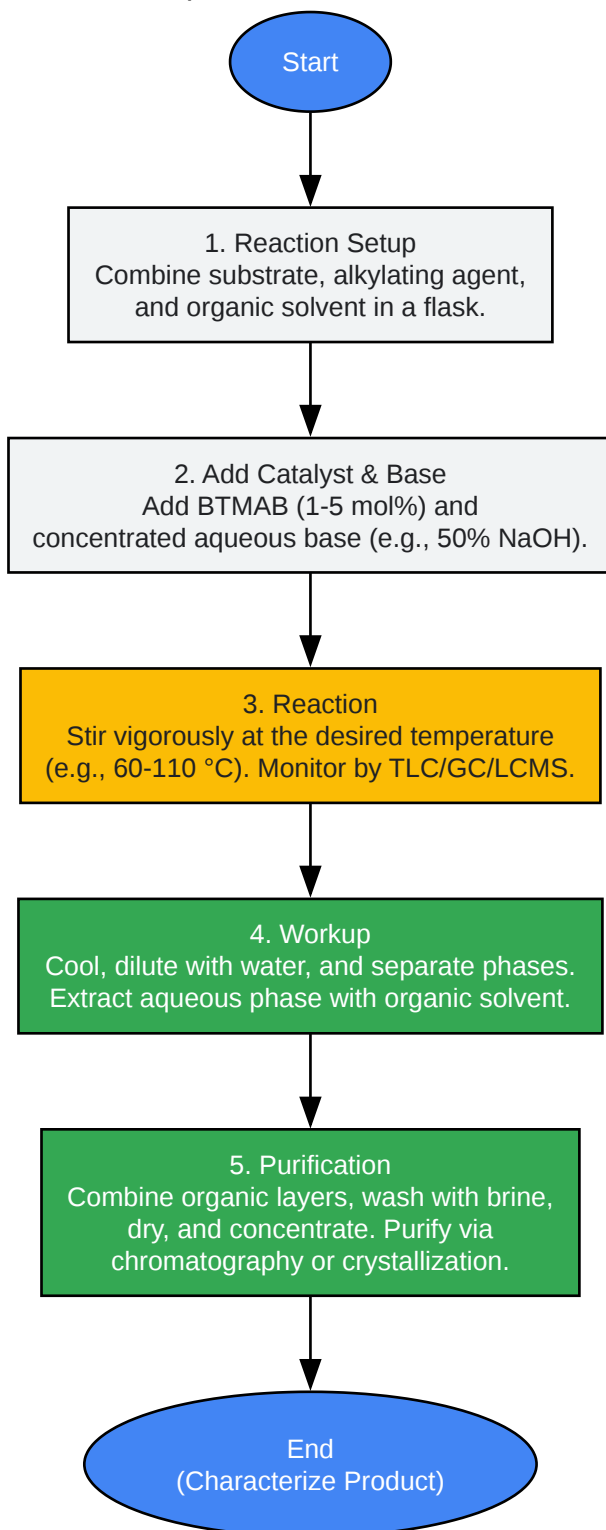 Start
1. Reaction Setup
Combine substrate, alkylating agent,
and organic solvent in a flask.
2. Add Catalyst & Base
Add BTMAB (1-5 mol%) and
concentrated aqueous base (e.g., 50% NaOH).
3. Reaction
Stir vigorously at the desired temperature
(e.g., 60-110 °C). Monitor by TLC/GC/LCMS.
4. Workup
Cool, dilute with water, and separate phases.
Extract aqueous phase with organic solvent.
5. Purification
Combine organic layers, wash with brine,
dry, and concentrate. Purify via
chromatography or crystallization.
End
(Characterize Product)